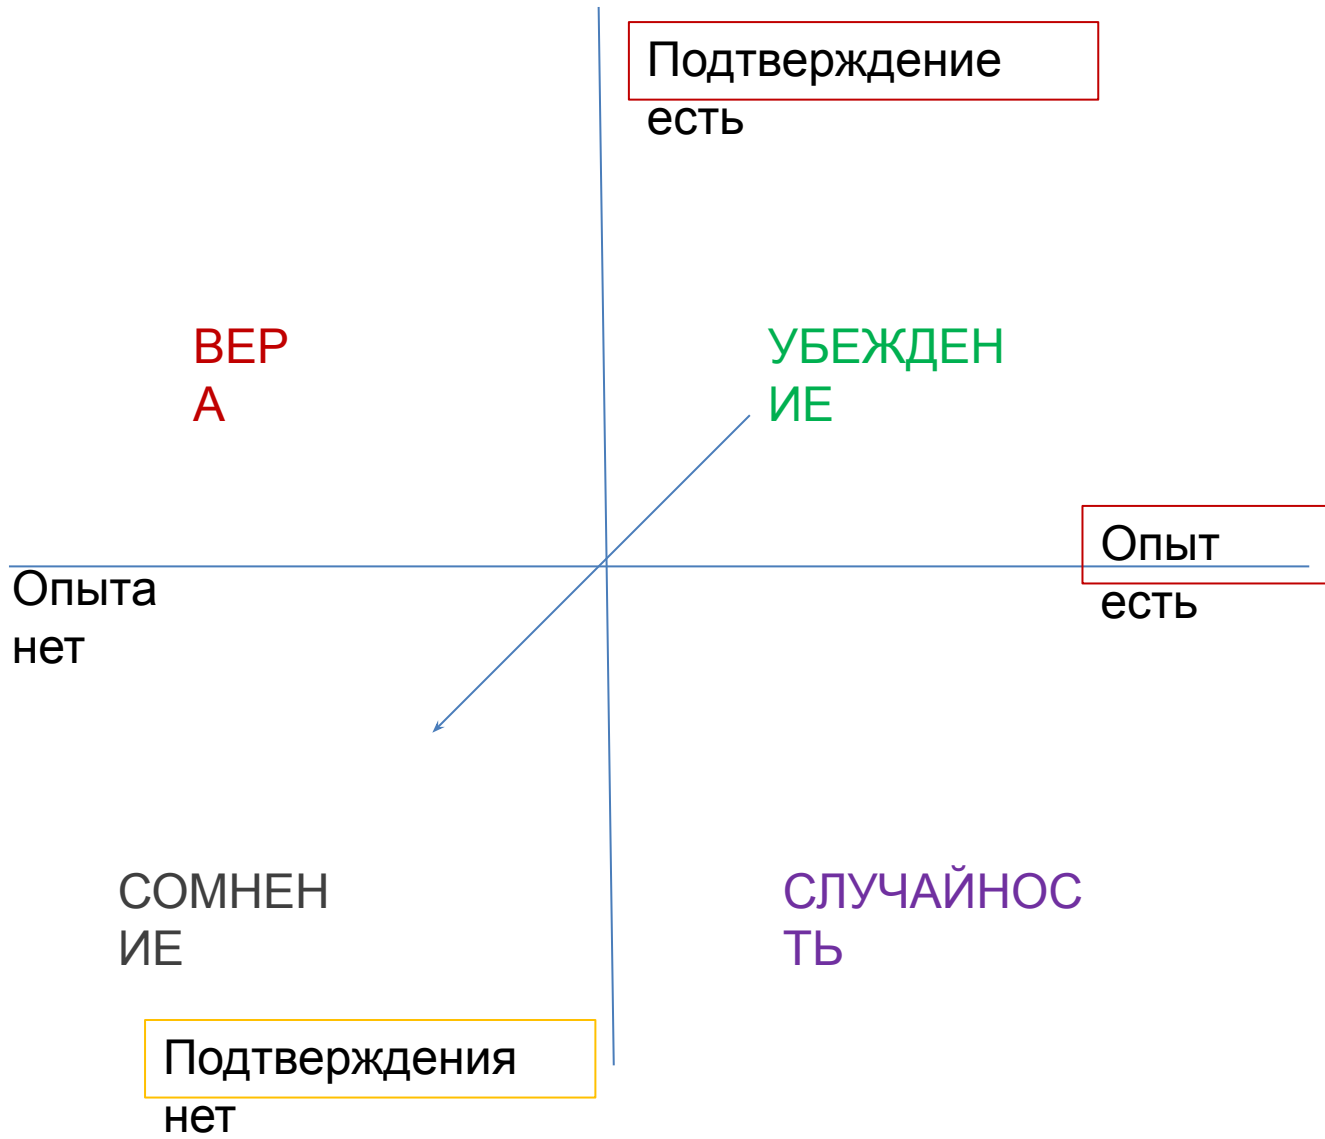 Подтверждение
есть
ВЕР
А
УБЕЖДЕН
ИЕ
Опыт
есть
Опыта
нет
СОМНЕН
ИЕ
СЛУЧАЙНОС
ТЬ
Подтверждения
нет